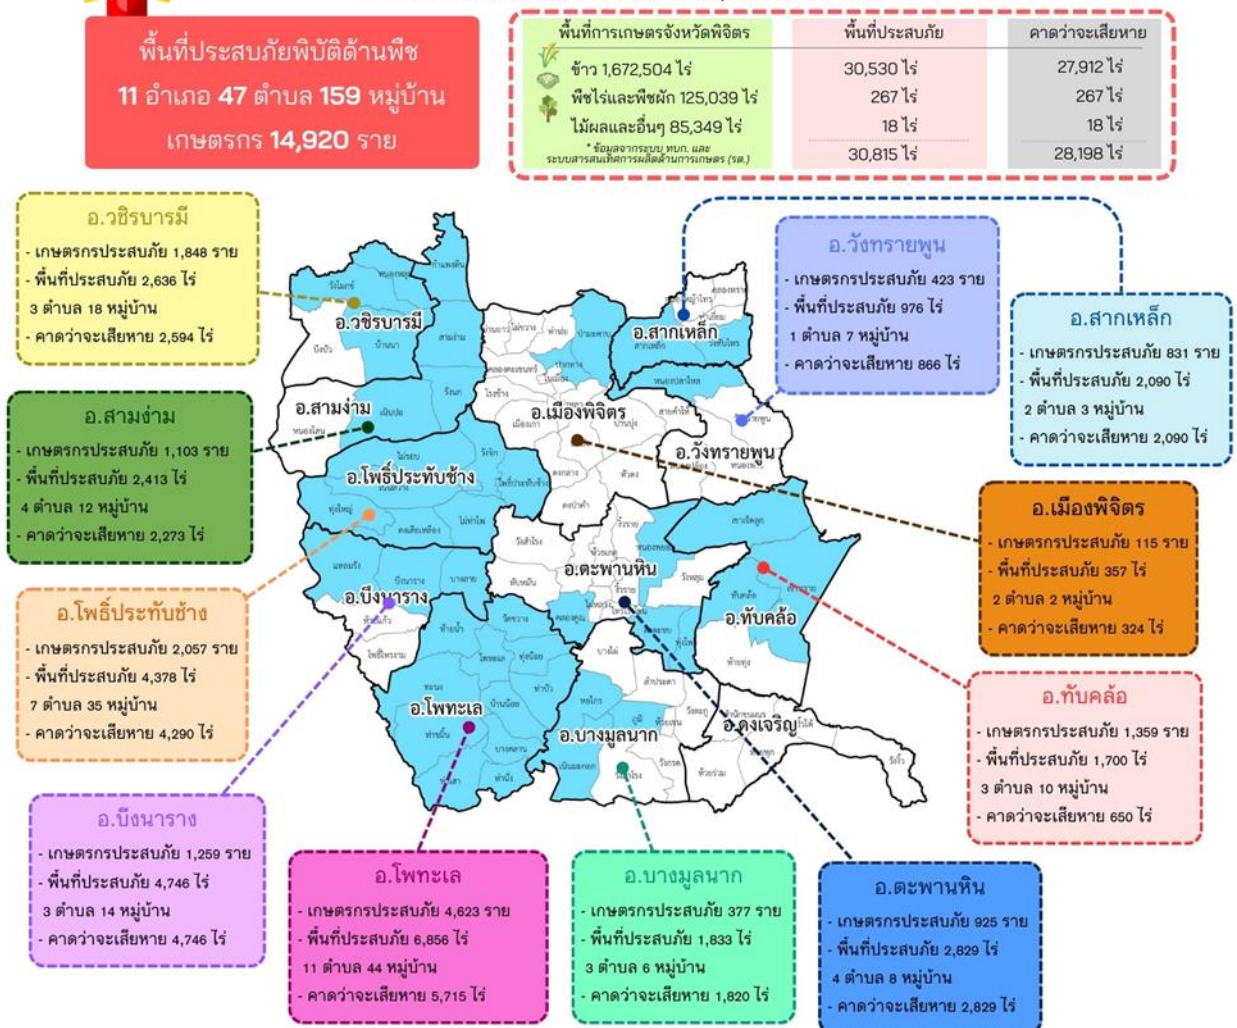 พื้นที่ประสบภัยพิบัติด้านพืช
11 อำเภอ 47 ตำบล 159 หมู่บ้าน
เกษตรกร 14,920 ราย
พื้นที่การเกษตรจังหวัดพิจิตร พื้นที่ประสบภัย คาดว่าจะเสียหาย
ข้าว 1,672,504 ไร่ 30,530 ไร่ 27,912 ไร่
พืชไร่และพืชผัก 125,039 ไร่ 267 ไร่ 267 ไร่
ไม้ผลและอื่นๆ 85,349 ไร่ 18 ไร่ 18 ไร่
* ข้อมูลจากระบบ ทบก. และ
ระบบสารสนเทศการผลิตด้านการเกษตร (รต.)
30,815 ไร่ 28,198 ไร่
อ.วชิรบารมี
- เกษตรกรประสบภัย 1,848 ราย
- พื้นที่ประสบภัย 2,636 ไร่
3 ตำบล 18 หมู่บ้าน
- คาดว่าจะเสียหาย 2,594 ไร่
อ.วังทรายพูน
- เกษตรกรประสบภัย 423 ราย
- พื้นที่ประสบภัย 976 ไร่
1 ตำบล 7 หมู่บ้าน
- คาดว่าจะเสียหาย 866 ไร่
อ.สากเหล็ก
- เกษตรกรประสบภัย 831 ราย
- พื้นที่ประสบภัย 2,090 ไร่
2 ตำบล 3 หมู่บ้าน
- คาดว่าจะเสียหาย 2,090 ไร่
อ.สามง่าม
- เกษตรกรประสบภัย 1,103 ราย
- พื้นที่ประสบภัย 2,413 ไร่
4 ตำบล 12 หมู่บ้าน
- คาดว่าจะเสียหาย 2,273 ไร่
อ.เมืองพิจิตร
- เกษตรกรประสบภัย 115 ราย
- พื้นที่ประสบภัย 357 ไร่
2 ตำบล 2 หมู่บ้าน
- คาดว่าจะเสียหาย 324 ไร่
อ.โพธิ์ประทับช้าง
- เกษตรกรประสบภัย 2,057 ราย
- พื้นที่ประสบภัย 4,378 ไร่
7 ตำบล 35 หมู่บ้าน
- คาดว่าจะเสียหาย 4,290 ไร่
อ.ทับคล้อ
- เกษตรกรประสบภัย 1,359 ราย
- พื้นที่ประสบภัย 1,700 ไร่
3 ตำบล 10 หมู่บ้าน
- คาดว่าจะเสียหาย 650 ไร่
อ.บึงนาราง
- เกษตรกรประสบภัย 1,259 ราย
- พื้นที่ประสบภัย 4,746 ไร่
3 ตำบล 14 หมู่บ้าน
- คาดว่าจะเสียหาย 4,746 ไร่
อ.โพทะเล
- เกษตรกรประสบภัย 4,623 ราย
- พื้นที่ประสบภัย 6,856 ไร่
11 ตำบล 44 หมู่บ้าน
- คาดว่าจะเสียหาย 5,715 ไร่
อ.บางมูลนาก
- เกษตรกรประสบภัย 377 ราย
- พื้นที่ประสบภัย 1,833 ไร่
3 ตำบล 6 หมู่บ้าน
- คาดว่าจะเสียหาย 1,820 ไร่
อ.ตะพานหิน
- เกษตรกรประสบภัย 925 ราย
- พื้นที่ประสบภัย 2,829 ไร่
4 ตำบล 8 หมู่บ้าน
- คาดว่าจะเสียหาย 2,829 ไร่
อ.วชิรบารมี
อ.สากเหล็ก
อ.สามง่าม
อ.เมืองพิจิตร
อ.วังทรายพูน
อ.โพธิ์ประทับช้าง
อ.ตะพานหิน
อ.บึงนาราง
อ.ทับคล้อ
อ.โพทะเล
อ.บางมูลนาก
อ.ดงเจริญ